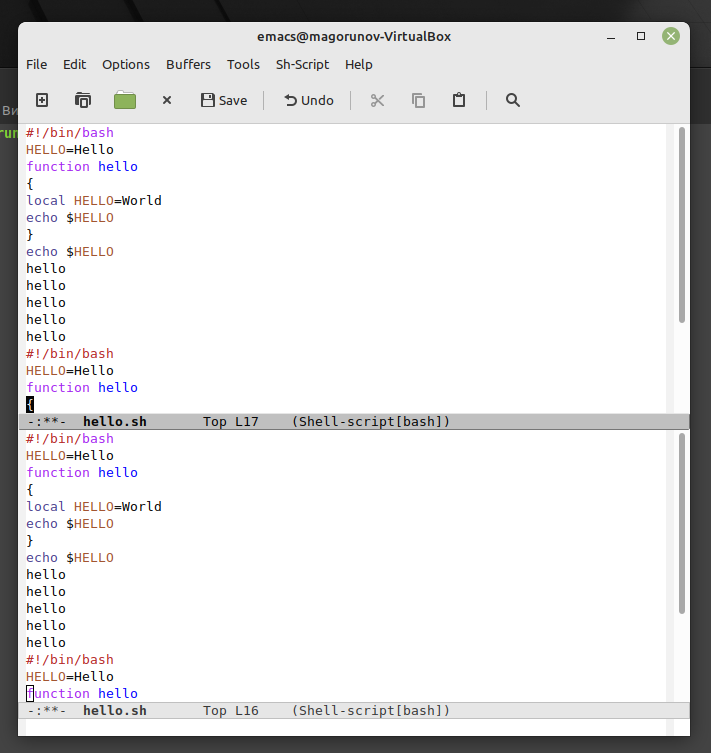 emacs@magorunov-VirtualBox
File Edit Options Buffers Tools Sh-Script Help
Save Undo
Ви
run
#!/bin/bash
HELLO=Hello
function hello
{
local HELLO=World
echo $HELLO
}
echo $HELLO
hello
hello
hello
hello
hello
#!/bin/bash
HELLO=Hello
function hello
{
-:**-  hello.sh       Top L17    (Shell-script[bash])
#!/bin/bash
HELLO=Hello
function hello
{
local HELLO=World
echo $HELLO
}
echo $HELLO
hello
hello
hello
hello
hello
#!/bin/bash
HELLO=Hello
function hello
-:**-  hello.sh       Top L16    (Shell-script[bash])